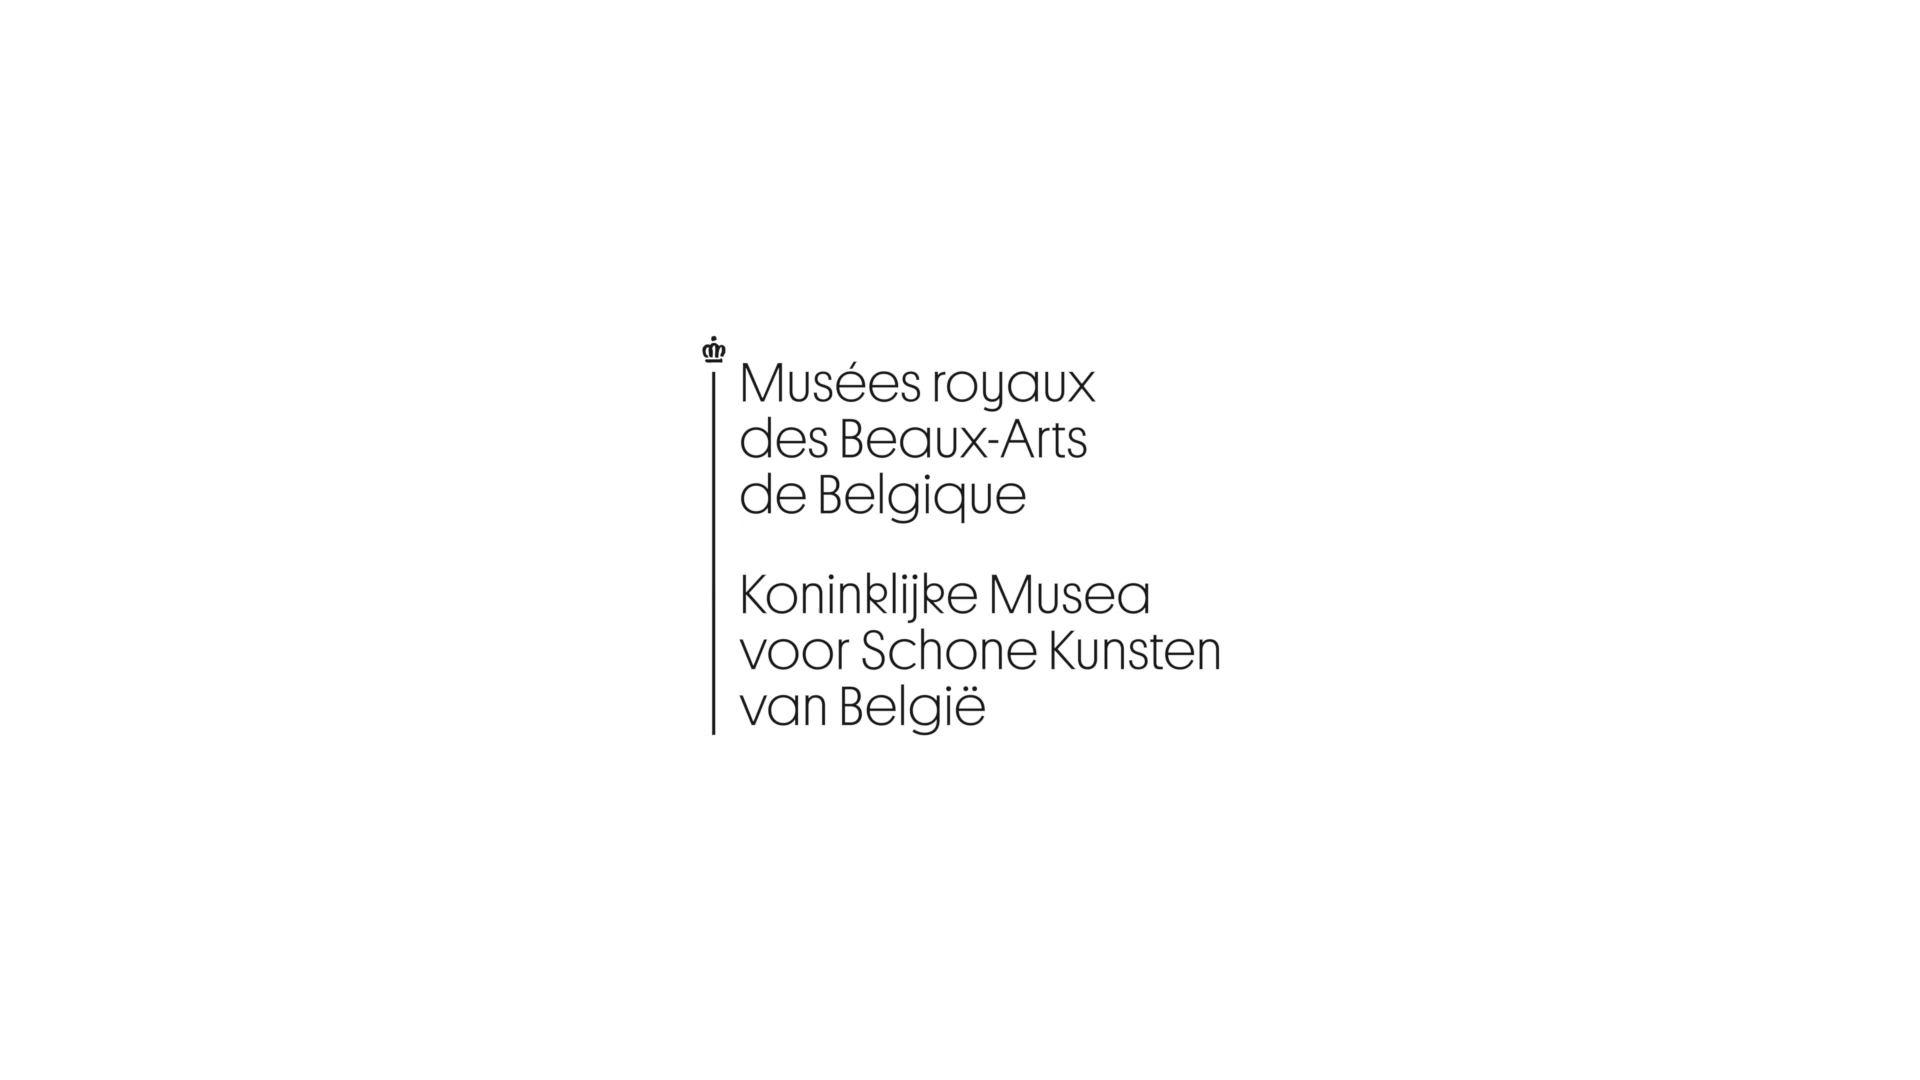 Musées royaux
des Beaux-Arts
de Belgique
Koninklijke Musea
voor Schone Kunsten
van België